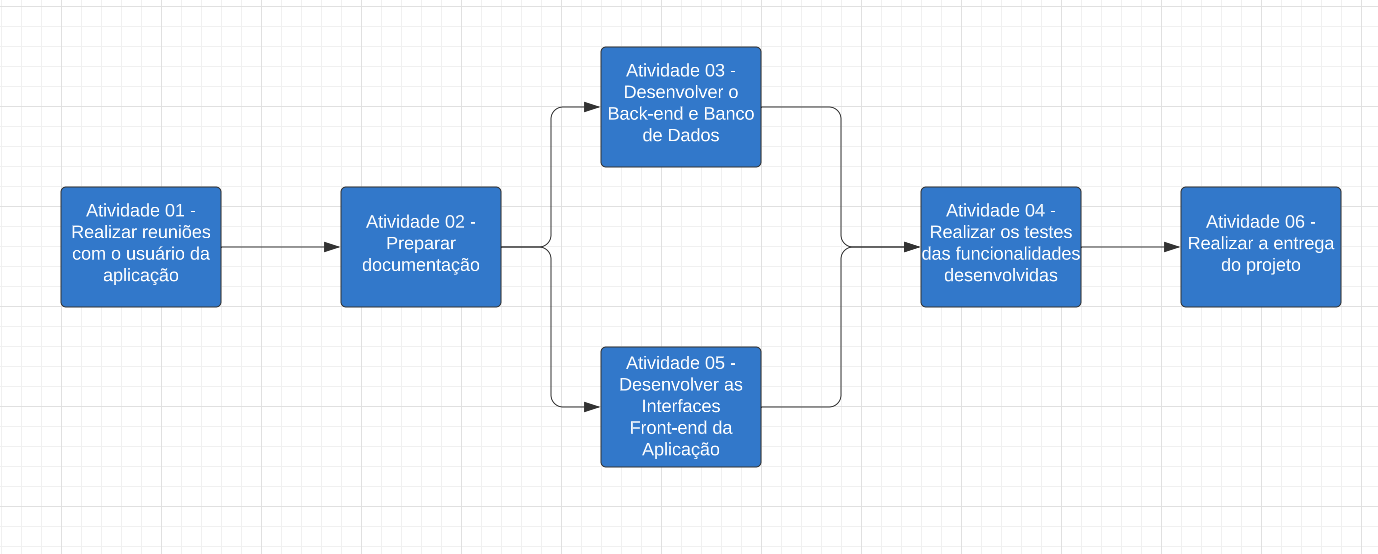 Atividade 01 -
Realizar reuniões
com o usuário da
aplicação
Atividade 02 -
Preparar
documentação
Atividade 03 -
Desenvolver o
Back-end e Banco
de Dados
Atividade 05 -
Desenvolver as
Interfaces
Front-end da
Aplicação
Atividade 04 -
Realizar os testes
das funcionalidades
desenvolvidas
Atividade 06 -
Realizar a entrega
do projeto